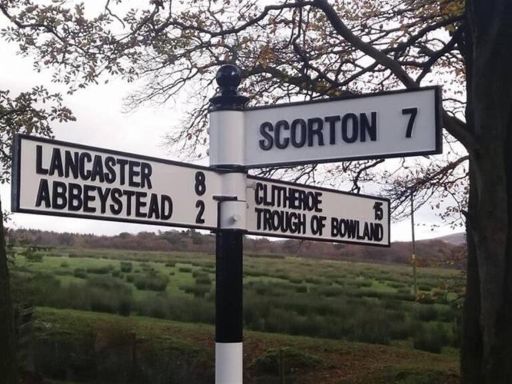 SCORTON 7
LANCASTER 8
ABBEYSTEAD 2
CLITHEROE 15
TROUGH OF BOWLAND